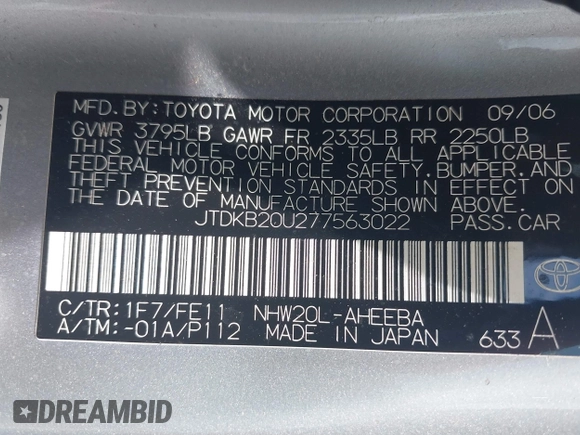 MFD.BY:TOYOTA MOTOR CORPORATION 09/06
GVWR 3795LB GAWR FR 2335LB RR 2250LB
THIS VEHICLE CONFORMS TO ALL APPLICABLE
FEDERAL MOTOR VEHICLE SAFETY,BUMPER,AND
THEFT PREVENTION STANDARDS IN EFFECT ON
THE DATE OF MANUFACTURE SHOWN ABOVE.
JTDKB20U277563022 PASS.CAR
C/TR:1F7/FE11 NHW20L-AHEEBA
A/TM:-01A/P112 MADE IN JAPAN 633 A
DREAMBID